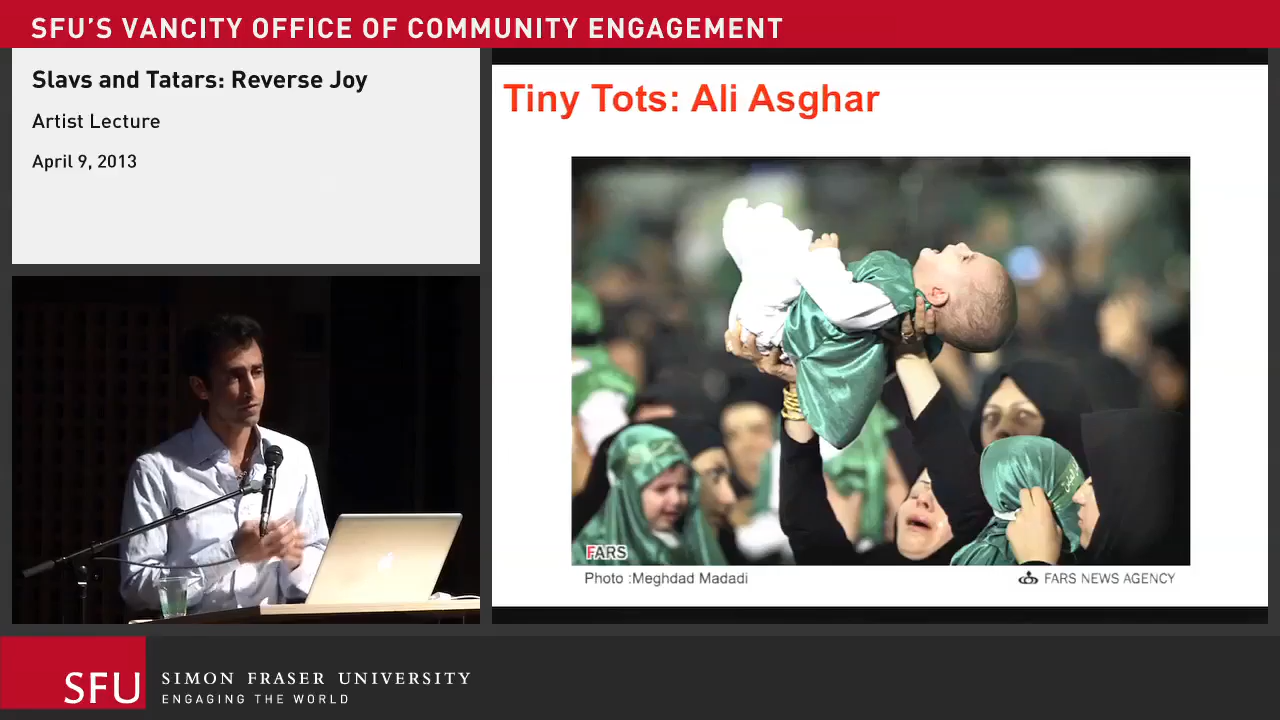 SFU'S VANCITY OFFICE OF COMMUNITY ENGAGEMENT
Slavs and Tatars: Reverse Joy
Artist Lecture
April 9, 2013
Tiny Tots: Ali Asghar
FARS
Photo :Meghdad Madadi
FARS NEWS AGENCY
SFU
SIMON FRASER UNIVERSITY
ENGAGING THE WORLD